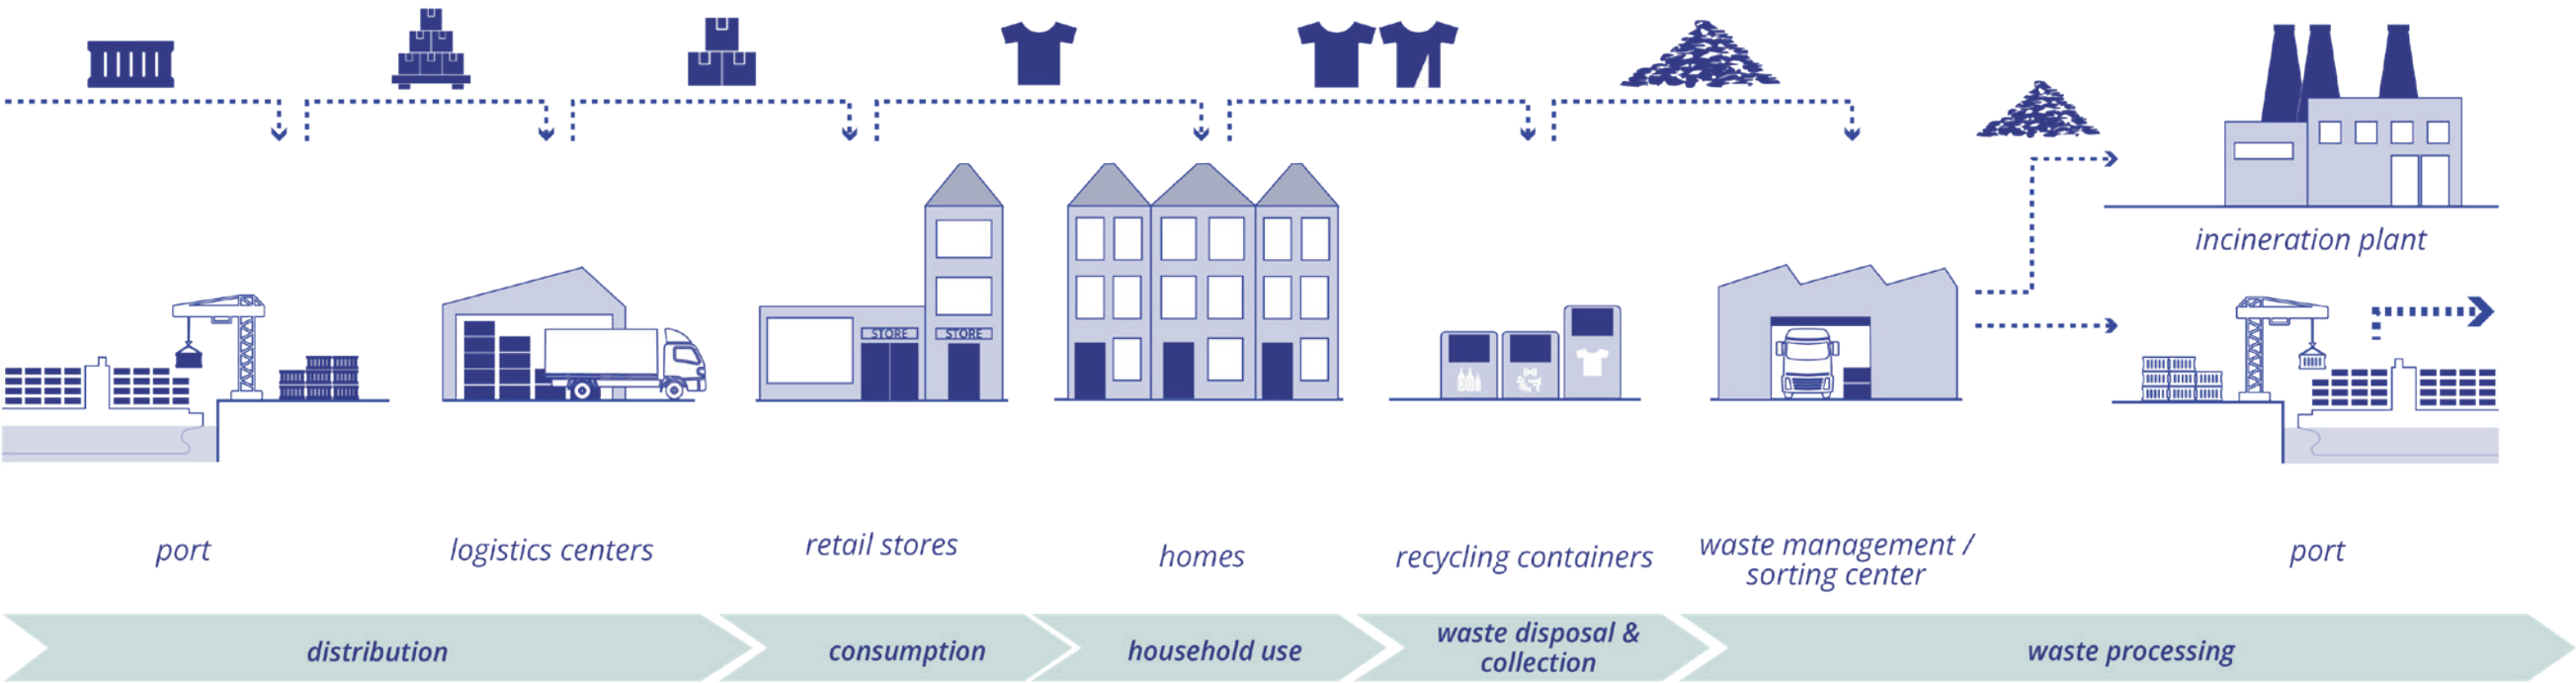 STORE
STORE
incineration plant
port
logistics centers
retail stores
homes
recycling containers
waste management /
sorting center
port
distribution
consumption
household use
waste disposal &
collection
waste processing